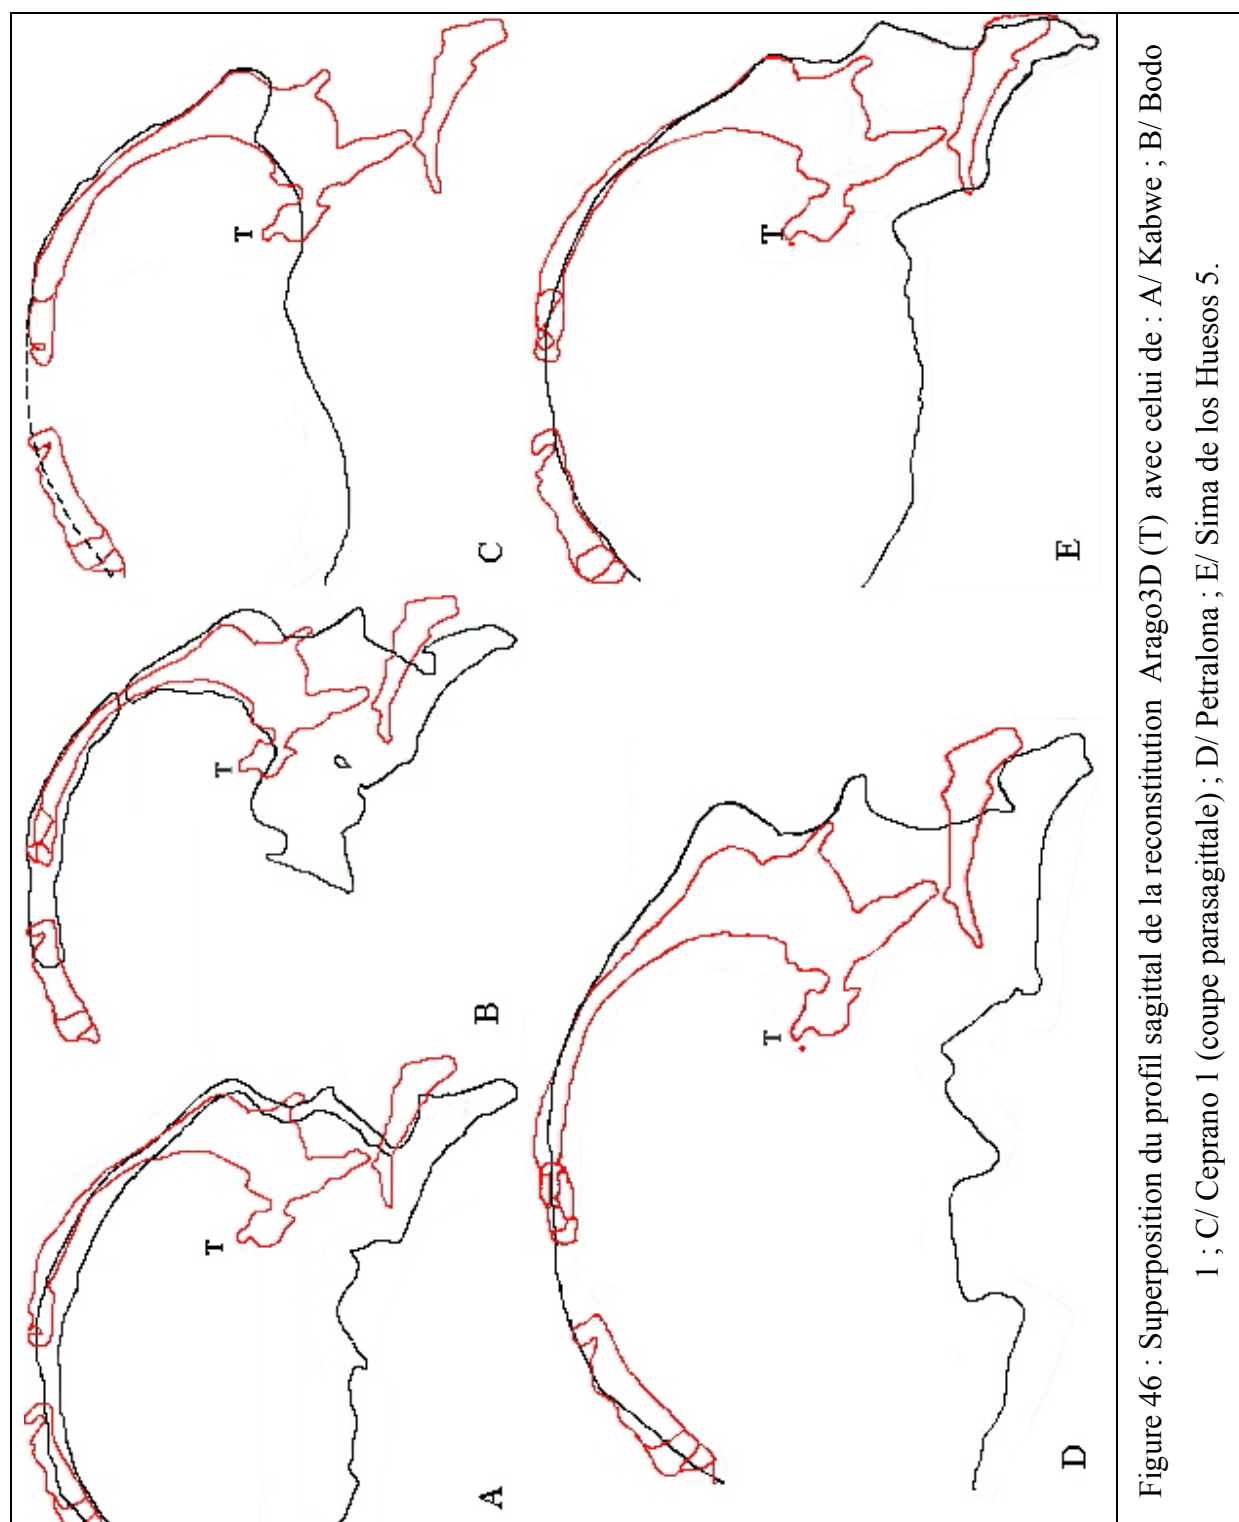 T
C
T
E
T
B
T
A
T
D
Figure 46 : Superposition du profil sagittal de la reconstitution Arago3D (T) avec celui de : A/ Kabwe ; B/ Bodo
1 ; C/ Ceprano 1 (coupe parasagittale) ; D/ Petralona ; E/ Sima de los Huesos 5.